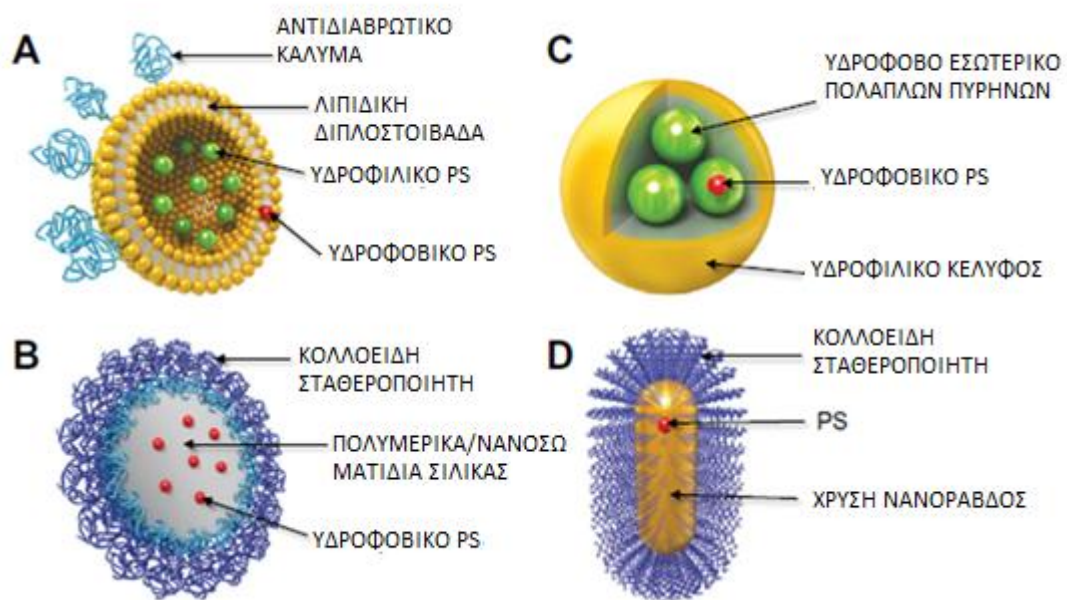 A
ΑΝΤΙΔΙΑΒΡΩΤΙΚΟ
ΚΑΛΥΜΑ
ΛΙΠΙΔΙΚΗ
ΔΙΠΛΟΣΤΟΙΒΑΔΑ
ΥΔΡΟΦΙΛΙΚΟ PS
ΥΔΡΟΦΟΒΙΚΟ PS
C
ΥΔΡΟΦΟΒΟ ΕΣΩΤΕΡΙΚΟ
ΠΟΛΑΠΛΩΝ ΠΥΡΗΝΩΝ
ΥΔΡΟΦΟΒΙΚΟ PS
ΥΔΡΟΦΙΛΙΚΟ ΚΕΛΥΦΟΣ
B
ΚΟΛΛΟΕΙΔΗ
ΣΤΑΘΕΡΟΠΟΙΗΤΗ
ΠΟΛΥΜΕΡΙΚΑ/ΝΑΝΟΣΩ
ΜΑΤΙΔΙΑ ΣΙΛΙΚΑΣ
ΥΔΡΟΦΟΒΙΚΟ PS
D
ΚΟΛΛΟΕΙΔΗ
ΣΤΑΘΕΡΟΠΟΙΗΤΗ
PS
ΧΡΥΣΗ ΝΑΝΟΡΑΒΔΟΣ